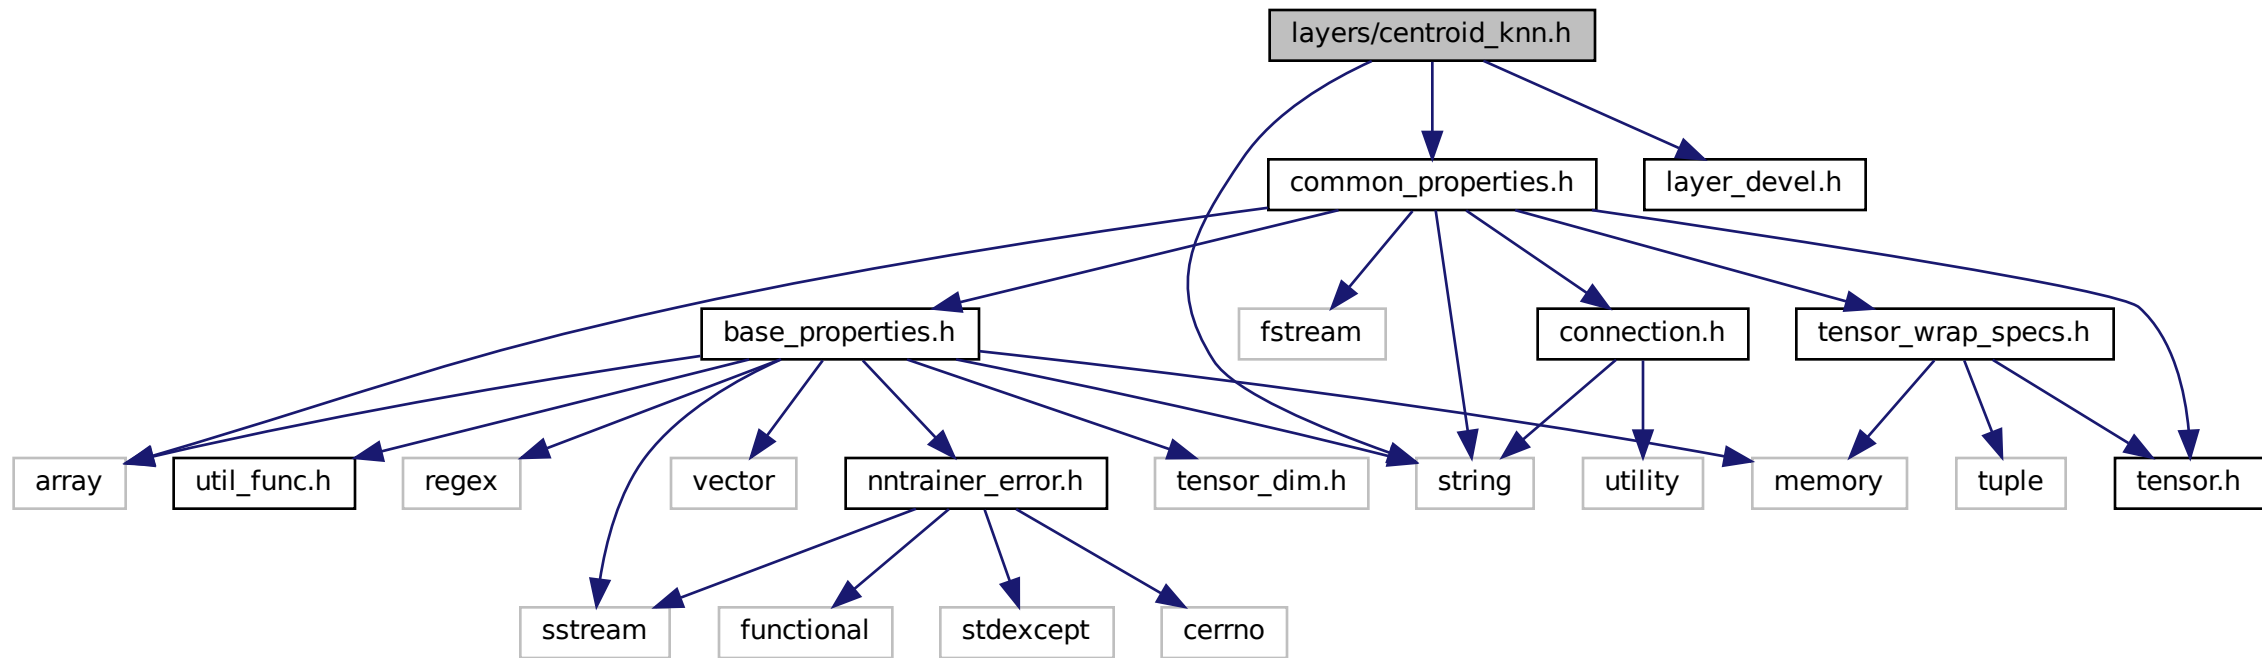 layers/centroid_knn.h
common_properties.h
layer_devel.h
base_properties.h
fstream
connection.h
tensor_wrap_specs.h
array
util_func.h
regex
vector
nntrainer_error.h
tensor_dim.h
string
utility
memory
tuple
tensor.h
sstream
functional
stdexcept
cerrno